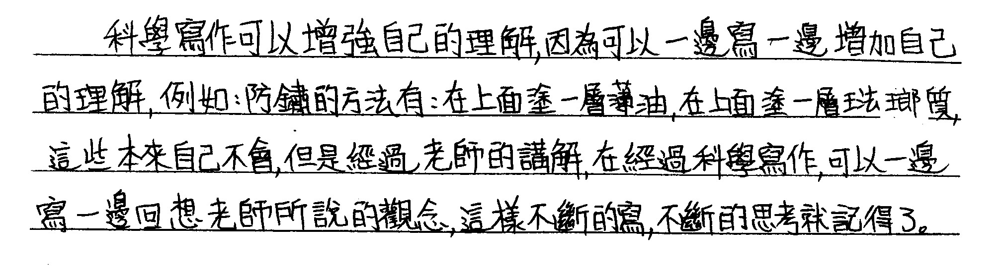 科學寫作可以增強自己的理解,因為可以一邊寫一邊增加自己
的理解,例如:防鏽的方法有:在上面塗一層薄油,在上面塗一層琺瑯質,
這些本來自己不會,但是經過老師的講解,在經過科學寫作,可以一邊
寫一邊回想老師所說的觀念,這樣不斷的寫,不斷的思考就記得了。